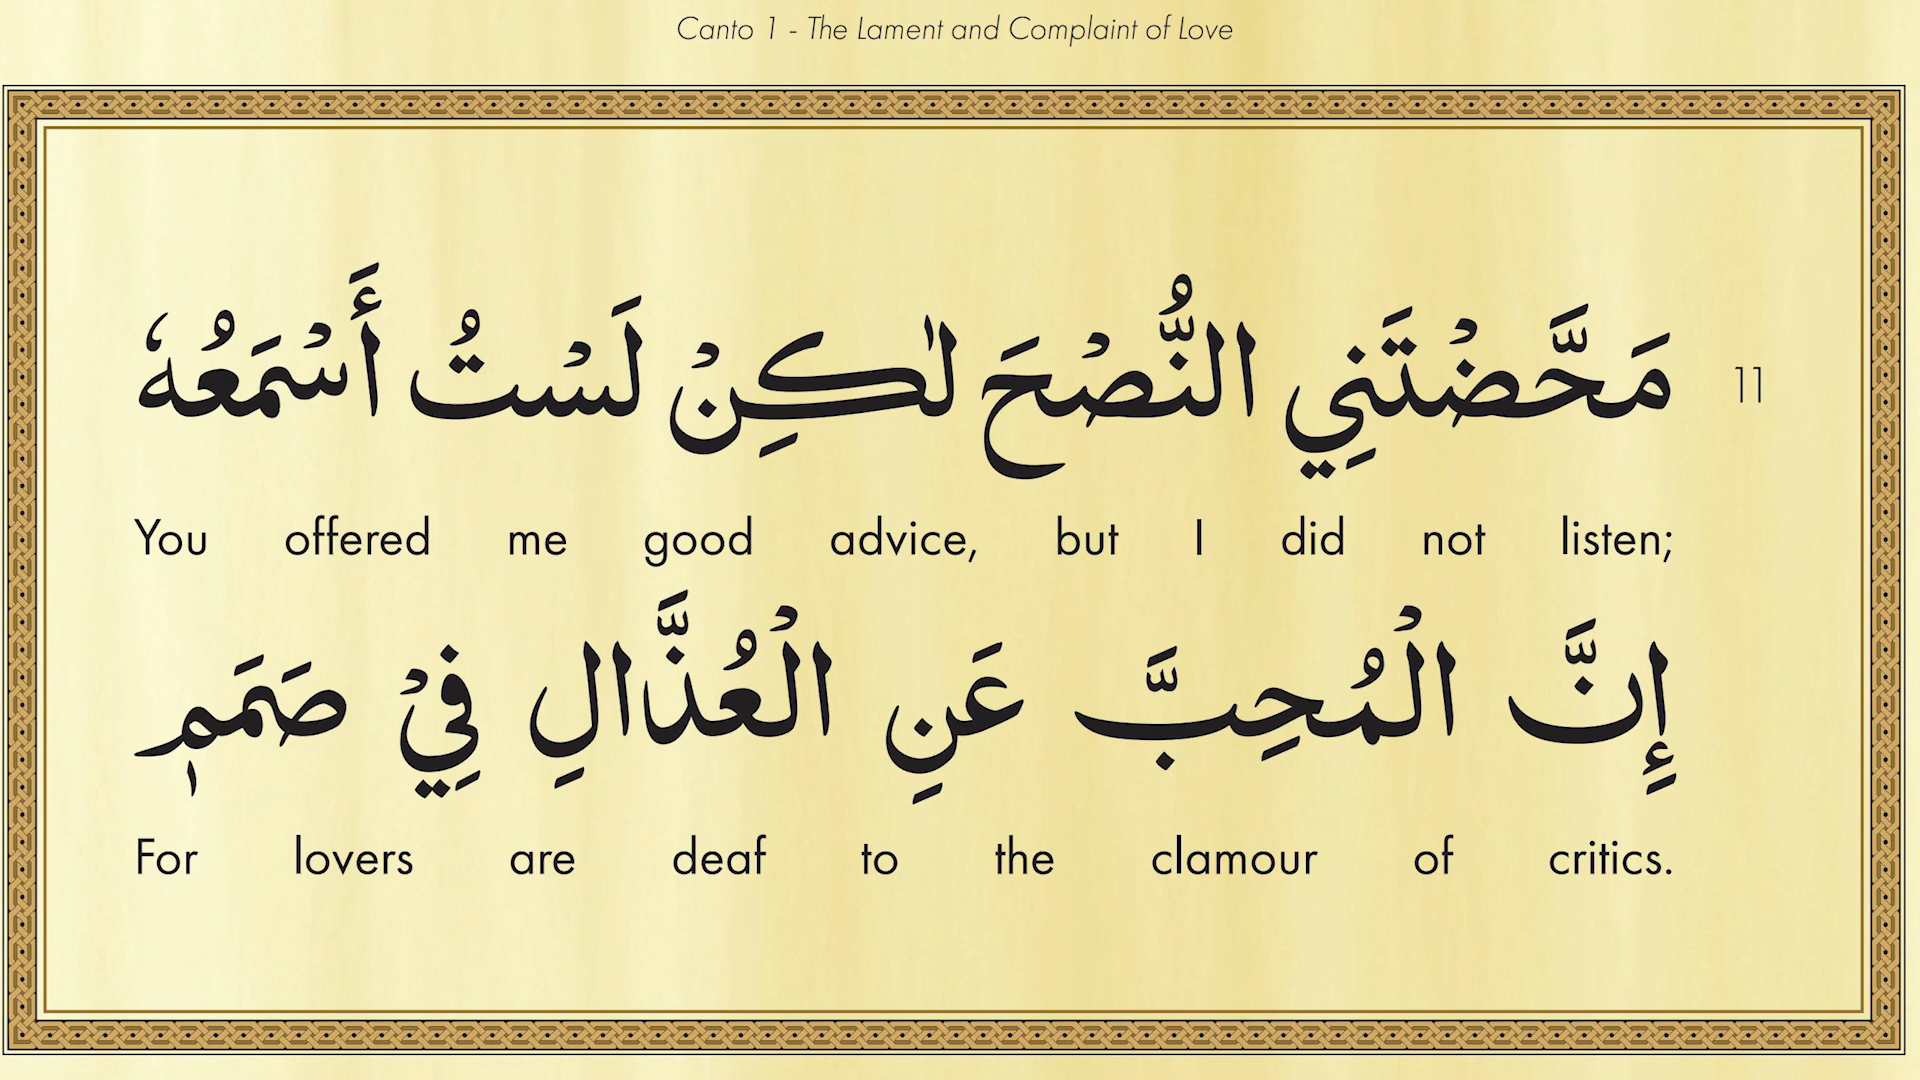 Canto 1 - The Lament and Complaint of Love
11 مَحَّضْتَنِي النُّصْحَ لٰكِنْ لَسْتُ أَسْمَعُهٗ
You offered me good advice, but I did not listen;
إِنَّ الْمُحِبَّ عَنِ الْعُذَّالِ فِيْ صَمَمٖ
For lovers are deaf to the clamour of critics.